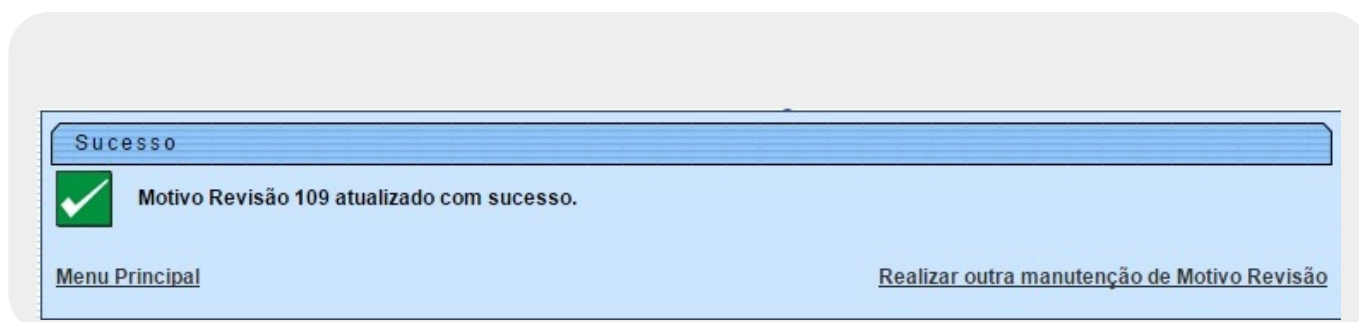 Sucesso
Motivo Revisão 109 atualizado com sucesso.
Menu Principal
Realizar outra manutenção de Motivo Revisão